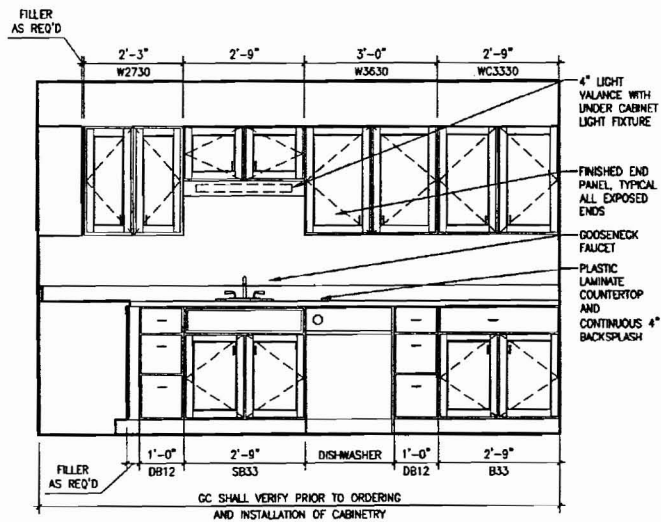 FILLER
AS REQ'D
2'-3"
2'-9"
3'-0"
2'-9"
W2730
W3630
WC3330
4" LIGHT
VALANCE WITH
UNDER CABINET
LIGHT FIXTURE
FINISHED END
PANEL, TYPICAL
ALL EXPOSED
ENDS
GOOSENECK
FAUCET
PLASTIC
LAMINATE
COUNTERTOP
AND
CONTINUOUS 4"
BACKSPLASH
1'-0"
2'-9"
DISHWASHER
1'-0"
2'-9"
DB12
SB33
DB12
B33
FILLER
AS REQ'D
GC SHALL VERIFY PRIOR TO ORDERING
AND INSTALLATION OF CABINETRY